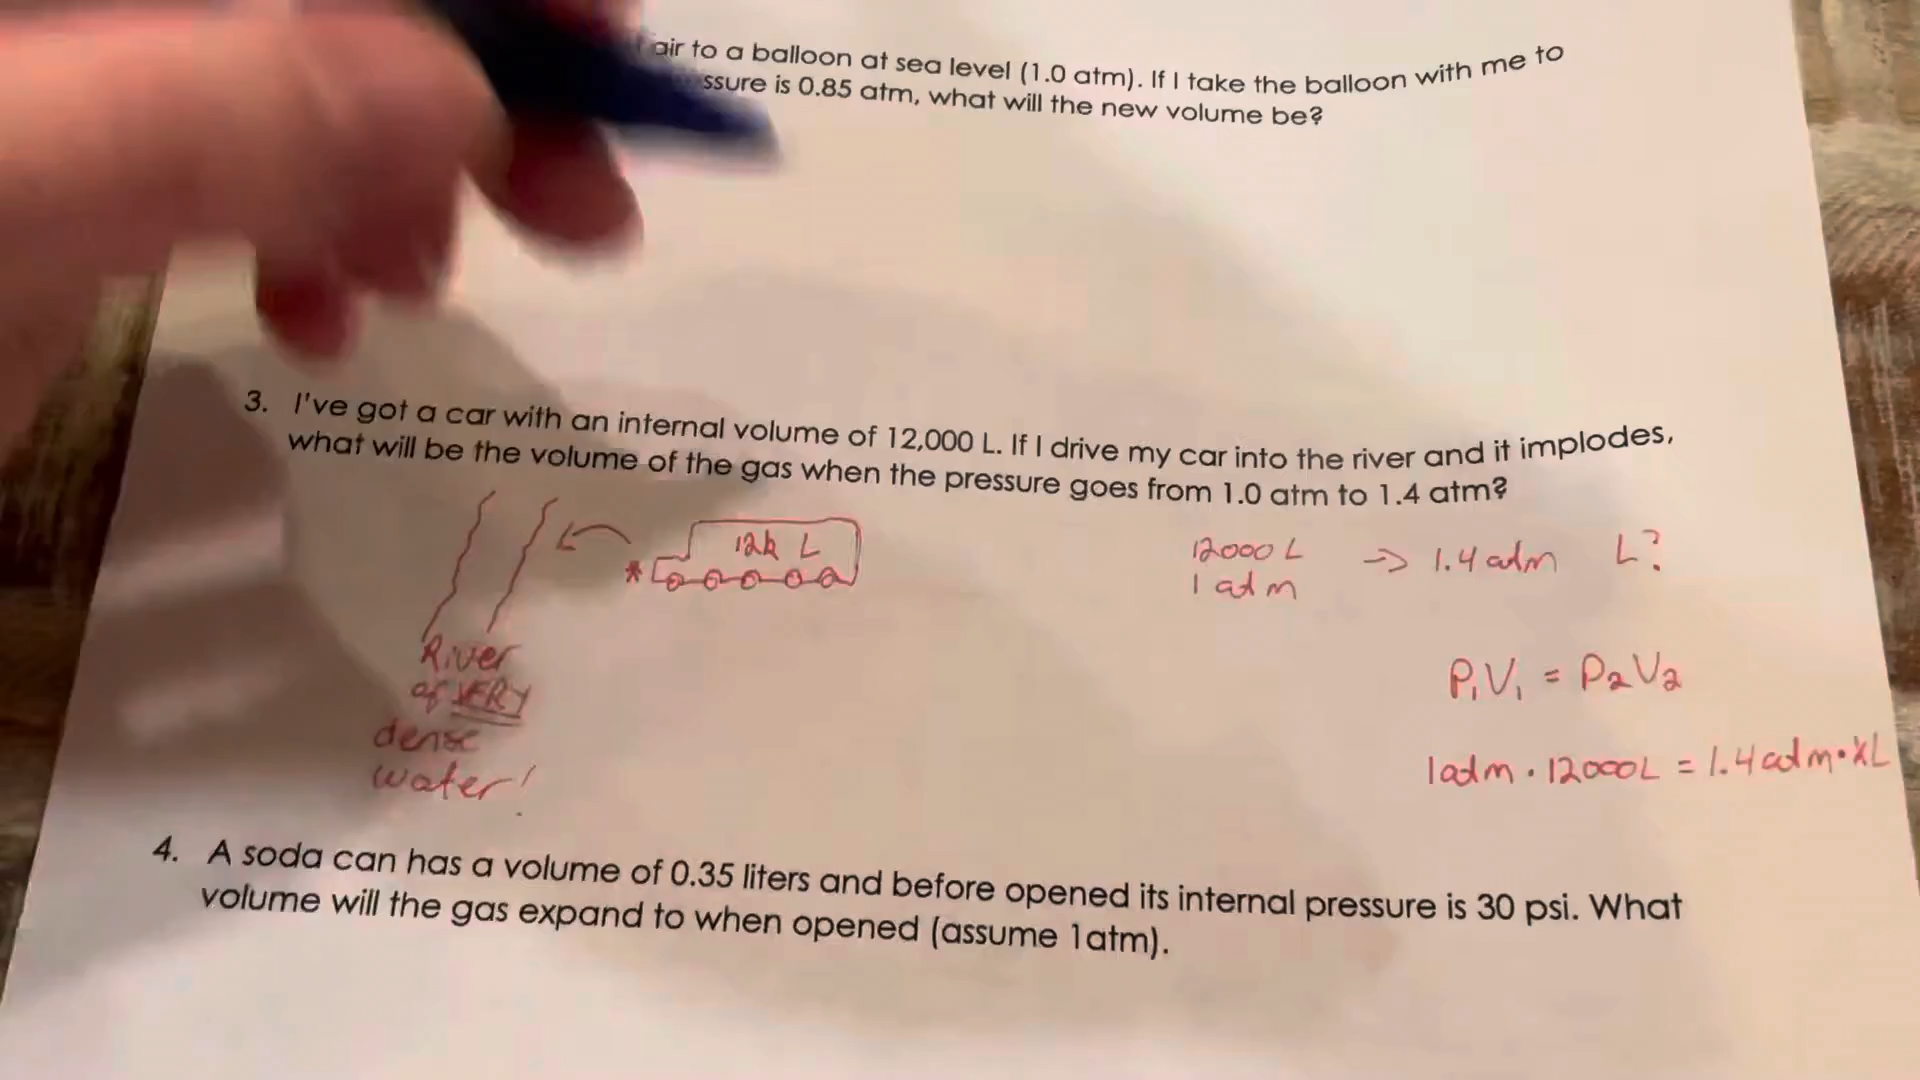 air to a balloon at sea level (1.0 atm). If I take the balloon with me to
ssure is 0.85 atm, what will the new volume be?
3. I've got a car with an internal volume of 12,000 L. If I drive my car into the river and it implodes,
what will be the volume of the gas when the pressure goes from 1.0 atm to 1.4 atm?
12k L
12000 L -> 1.4 atm L?
1 atm
River
of VERY
dense
water!
P₁V₁ = P₂V₂
1atm · 12000L = 1.4 atm · XL
4. A soda can has a volume of 0.35 liters and before opened its internal pressure is 30 psi. What
volume will the gas expand to when opened (assume 1atm).